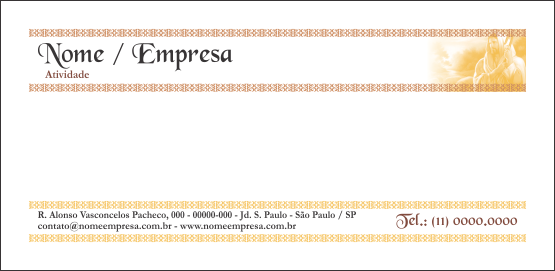 Nome / Empresa
Atividade
R. Alonso Vasconcelos Pacheco, 000 - 00000-000 - Jd. S. Paulo - São Paulo / SP
contato@nomeempresa.com.br - www.nomeempresa.com.br
Tel.: (11) 0000.0000